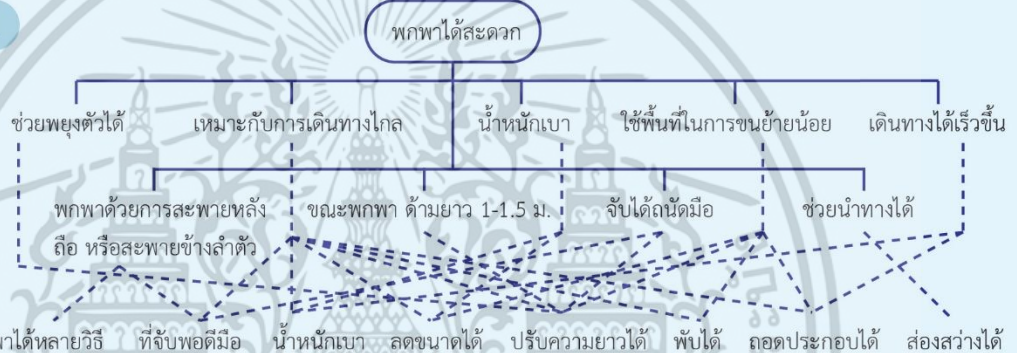 พกพาได้สะดวก
ช่วยพยุงตัวได้ เหมาะกับการเดินทางไกล น้ำหนักเบา ใช้พื้นที่ในการขนย้ายน้อย เดินทางได้เร็วขึ้น
พกพาด้วยการสะพายหลัง ขณะพกพา ด้ามยาว 1-1.5 ม. จับได้ถนัดมือ ช่วยนำทางได้
ถือ หรือสะพายข้างลำตัว
พาได้หลายวิธี ที่จับพอดีมือ น้ำหนักเบา ลดขนาดได้ ปรับความยาวได้ พับได้ ถอดประกอบได้ ส่องสว่างได้